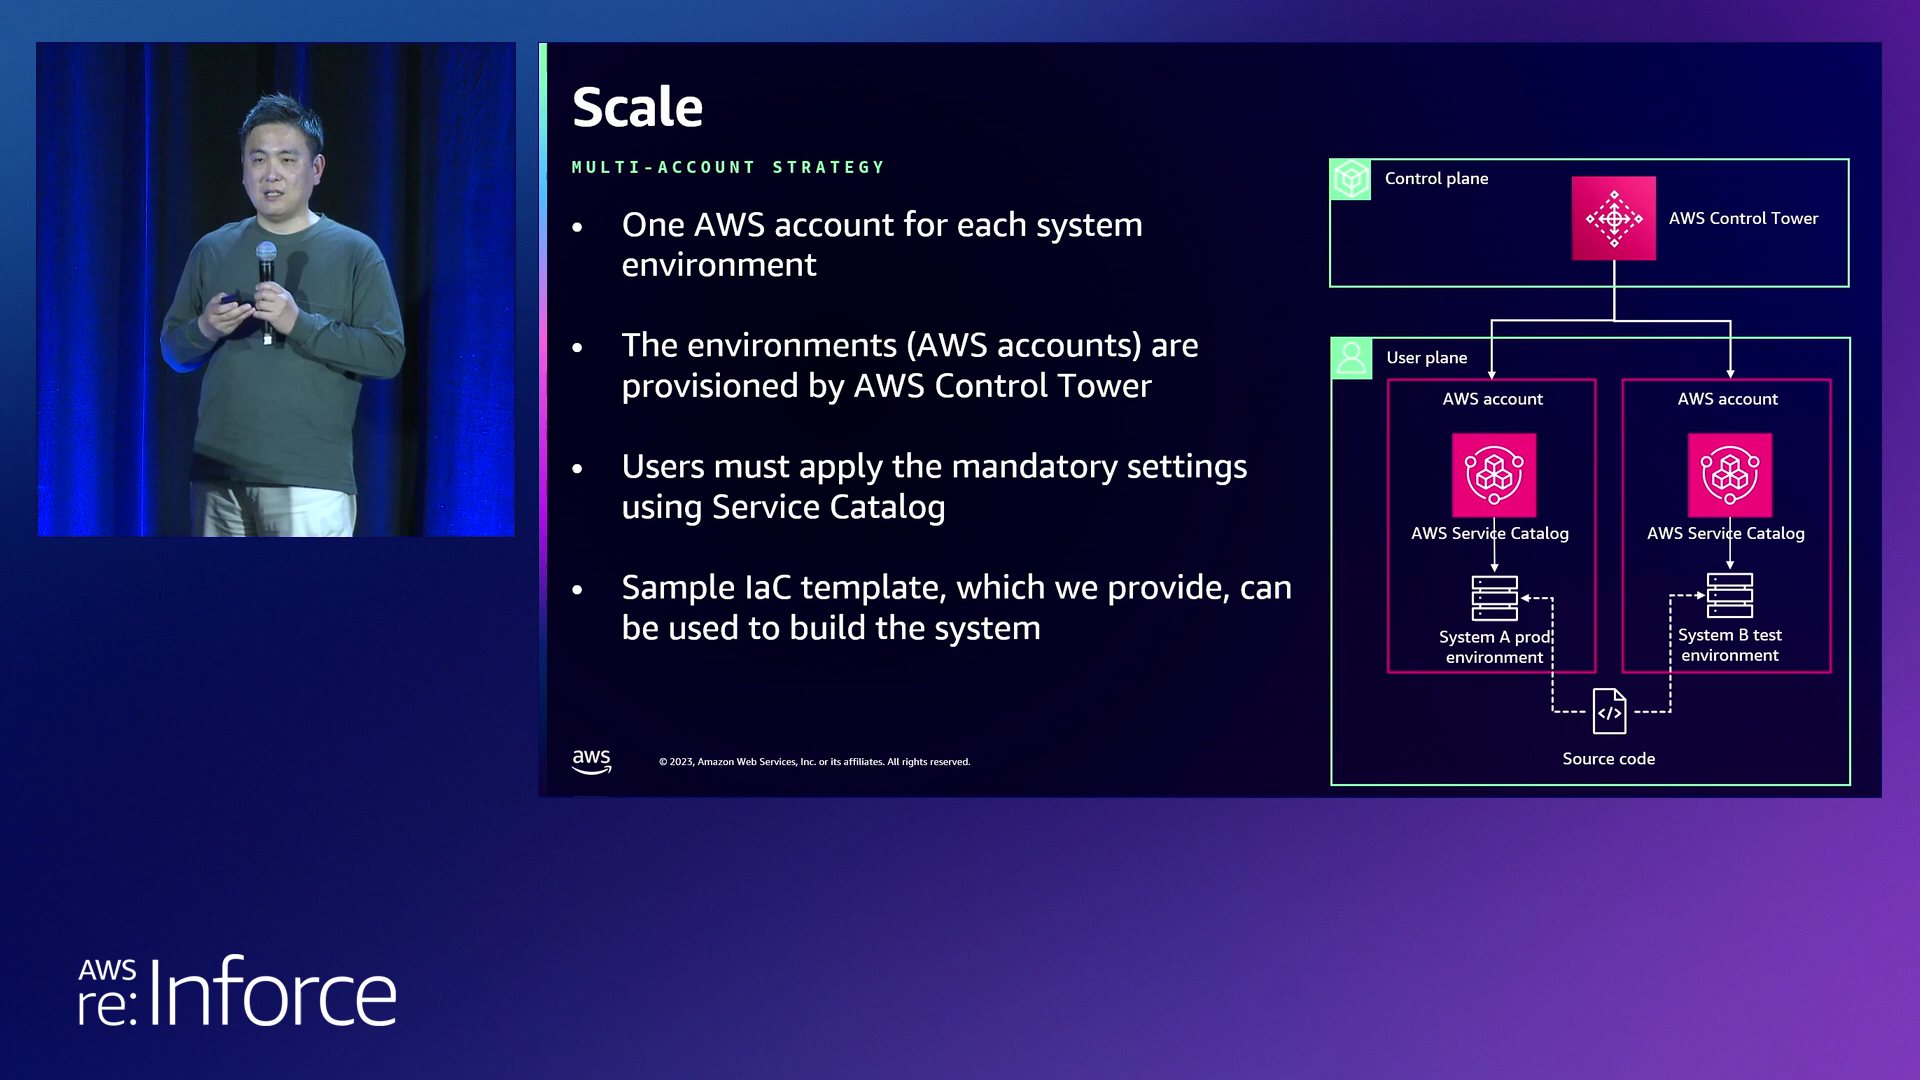 Scale
MULTI-ACCOUNT STRATEGY
• One AWS account for each system
environment
• The environments (AWS accounts) are
provisioned by AWS Control Tower
• Users must apply the mandatory settings
using Service Catalog
• Sample IaC template, which we provide, can
be used to build the system
Control plane
AWS Control Tower
User plane
AWS account
AWS Service Catalog
System A prod
environment
AWS account
AWS Service Catalog
System B test
environment
</>
Source code
aws
© 2023, Amazon Web Services, Inc. or its affiliates. All rights reserved.
AWS
re:Inforce